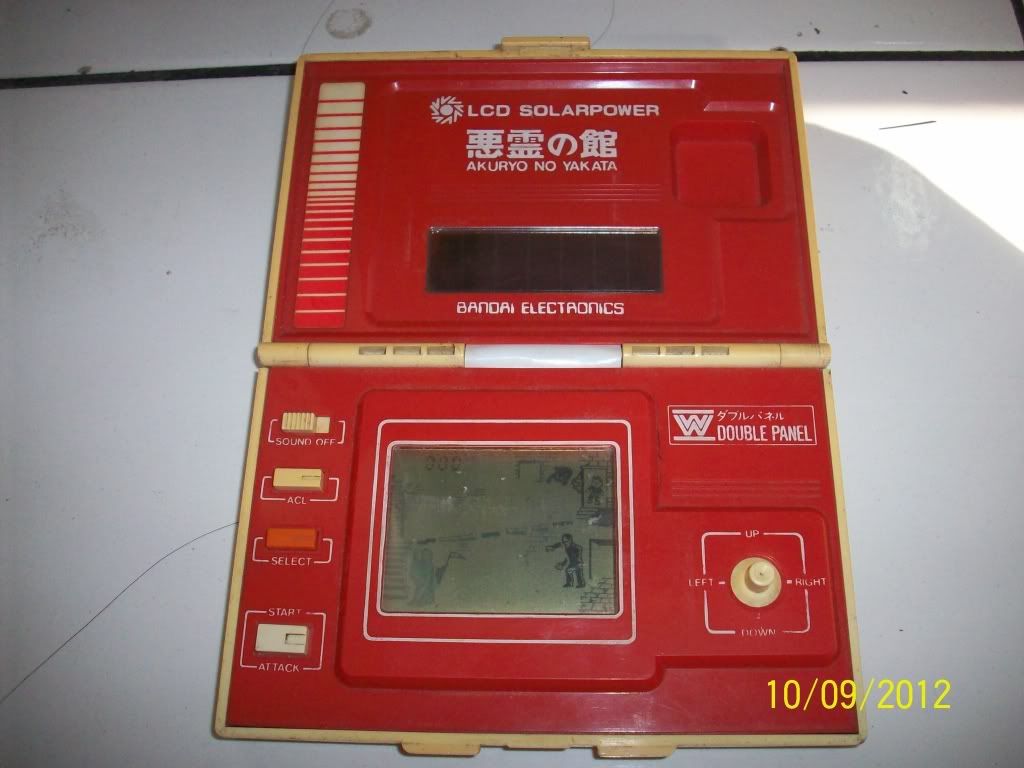 LCD SOLARPOWER
悪霊の館
AKURYO NO YAKATA
BANDAI ELECTRONICS
SOUND OFF
ACL
SELECT
START
ATTACK
000
W ダブルパネル
DOUBLE PANEL
UP
LEFT RIGHT
DOWN
10/09/2012